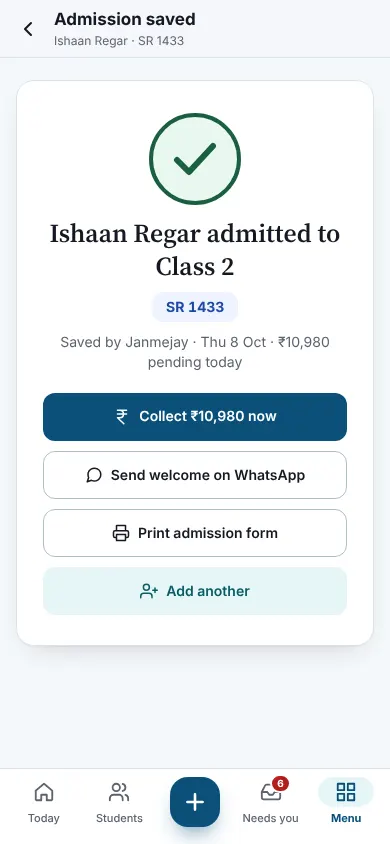 Admission saved
Ishaan Regar · SR 1433
Ishaan Regar admitted to
Class 2
SR 1433
Saved by Janmejay · Thu 8 Oct · ₹10,980
pending today
₹ Collect ₹10,980 now
Send welcome on WhatsApp
Print admission form
Add another
6
Today
Students
Needs you
Menu